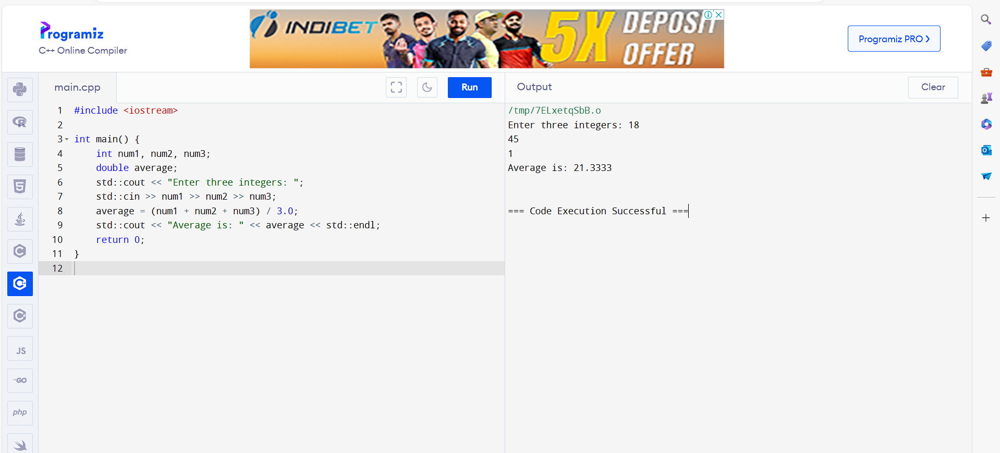 Programiz
C++ Online Compiler
INDIBET
5X
DEPOSIT
OFFER
Programiz PRO >
main.cpp
Run
Output
Clear
1 #include <iostream>
2
3 int main() {
4     int num1, num2, num3;
5     double average;
6     std::cout << "Enter three integers: ";
7     std::cin >> num1 >> num2 >> num3;
8     average = (num1 + num2 + num3) / 3.0;
9     std::cout << "Average is: " << average << std::endl;
10     return 0;
11 }
12
/tmp/7ELxetqSbB.o
Enter three integers: 18
45
1
Average is: 21.3333
=== Code Execution Successful ===
R
5
C
C++
C#
JS
GO
php